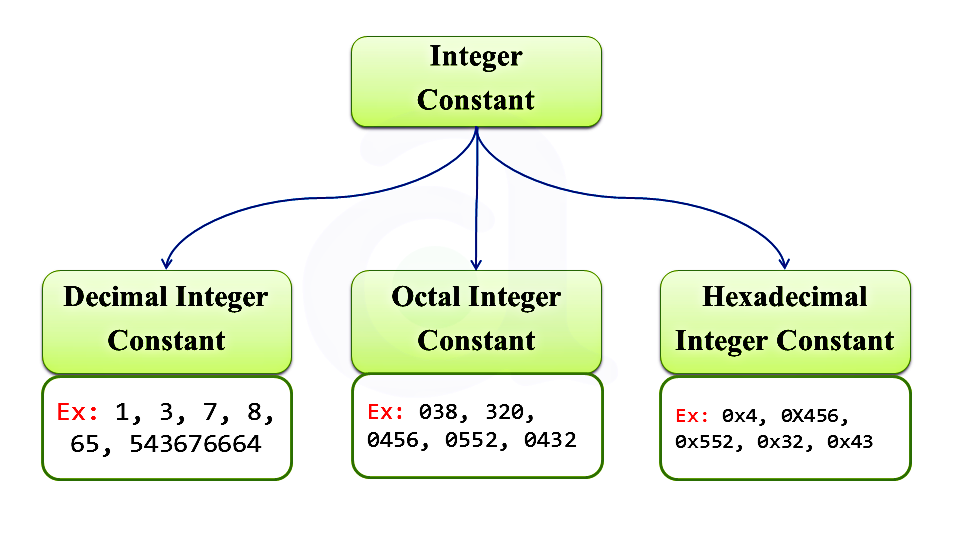 Integer
Constant
Decimal Integer
Constant
Ex: 1, 3, 7, 8,
65, 543676664
Octal Integer
Constant
Ex: 038, 320,
0456, 0552, 0432
Hexadecimal
Integer Constant
Ex: 0x4, 0X456,
0x552, 0x32, 0x43